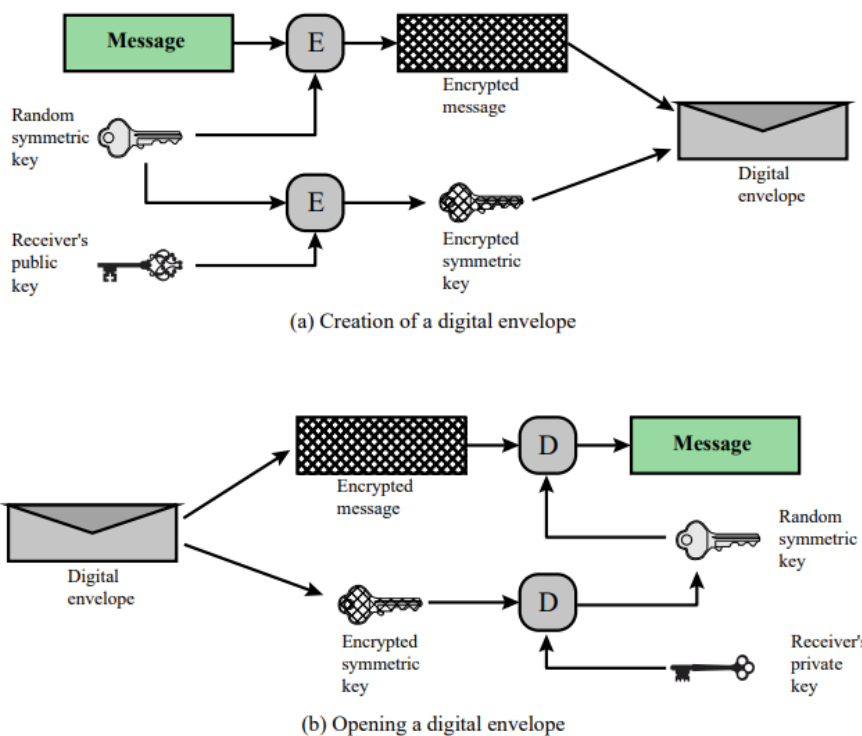 Message
E
Encrypted
message
Random
symmetric
key
Digital
envelope
E
Receiver's
public
key
Encrypted
symmetric
key
(a) Creation of a digital envelope
D
Message
Encrypted
message
Random
symmetric
key
Digital
envelope
D
Encrypted
symmetric
key
Receiver's
private
key
(b) Opening a digital envelope